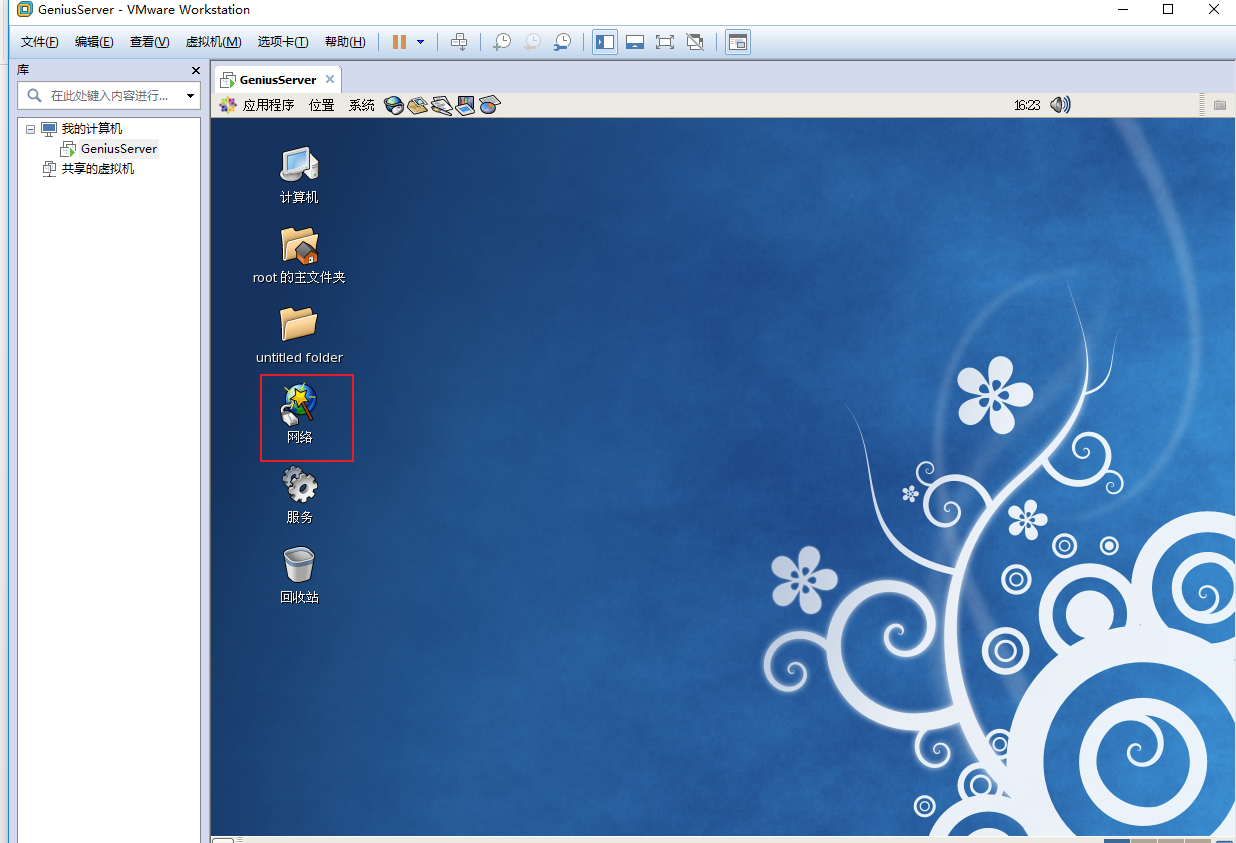 GeniusServer - VMware Workstation
文件(F) 编辑(E) 查看(V) 虚拟机(M) 选项卡(T) 帮助(H)
库
在此处键入内容进行...
我的计算机
GeniusServer
共享的虚拟机
GeniusServer
应用程序 位置 系统 16:23
计算机
root 的主文件夹
untitled folder
网络
服务
回收站